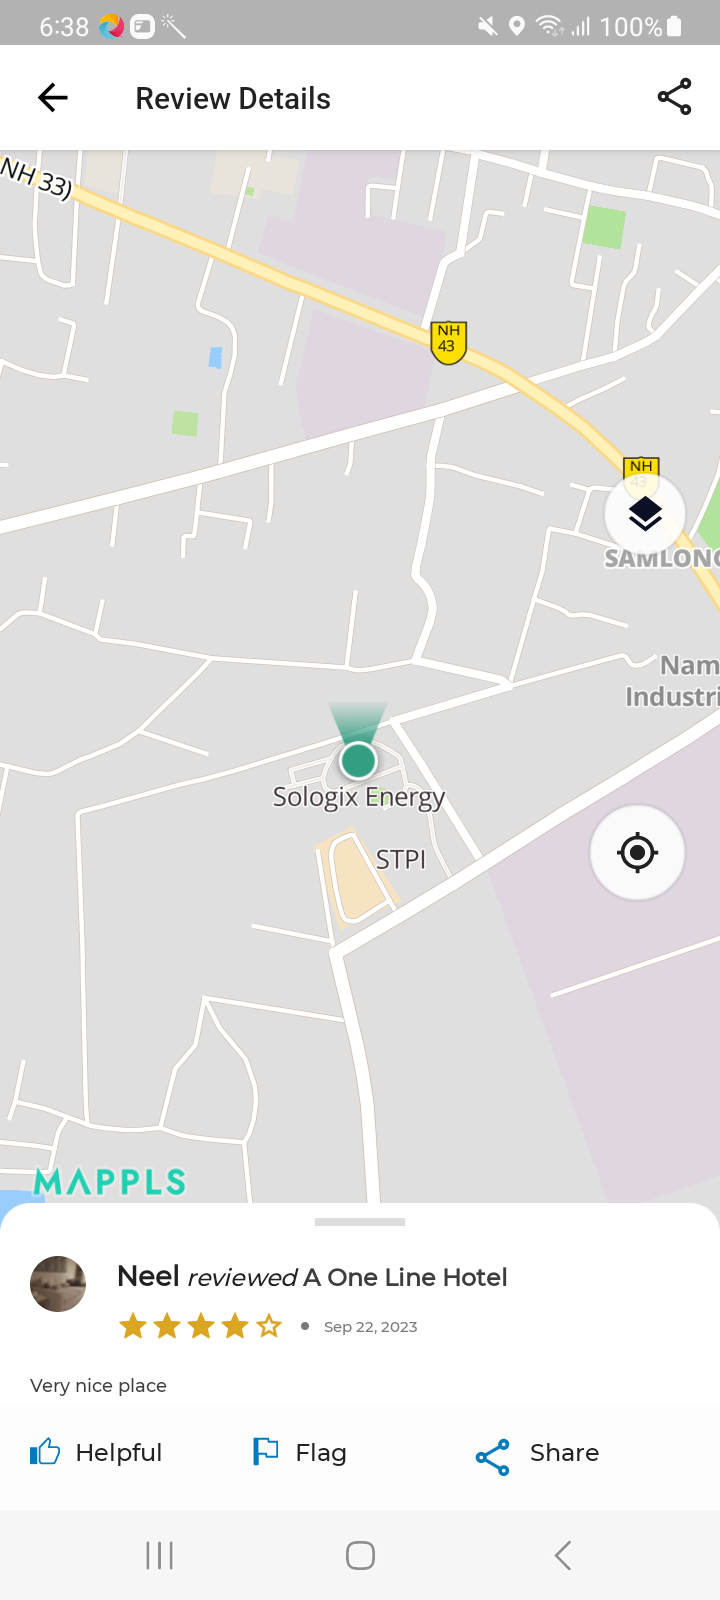 6:38
100%
Review Details
NH 33)
NH
43
NH
43
SAMLONG
Nam
Industri
Sologix Energy
STPI
MAPPLS
Neel reviewed A One Line Hotel
Sep 22, 2023
Very nice place
Helpful
Flag
Share